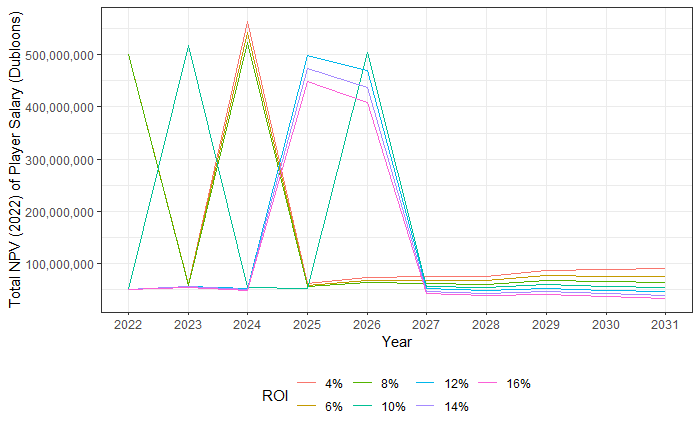 Total NPV (2022) of Player Salary (Dubloons)
500,000,000
400,000,000
300,000,000
200,000,000
100,000,000
2022 2023 2024 2025 2026 2027 2028 2029 2030 2031
Year
ROI
4% 8% 12% 16%
6% 10% 14%